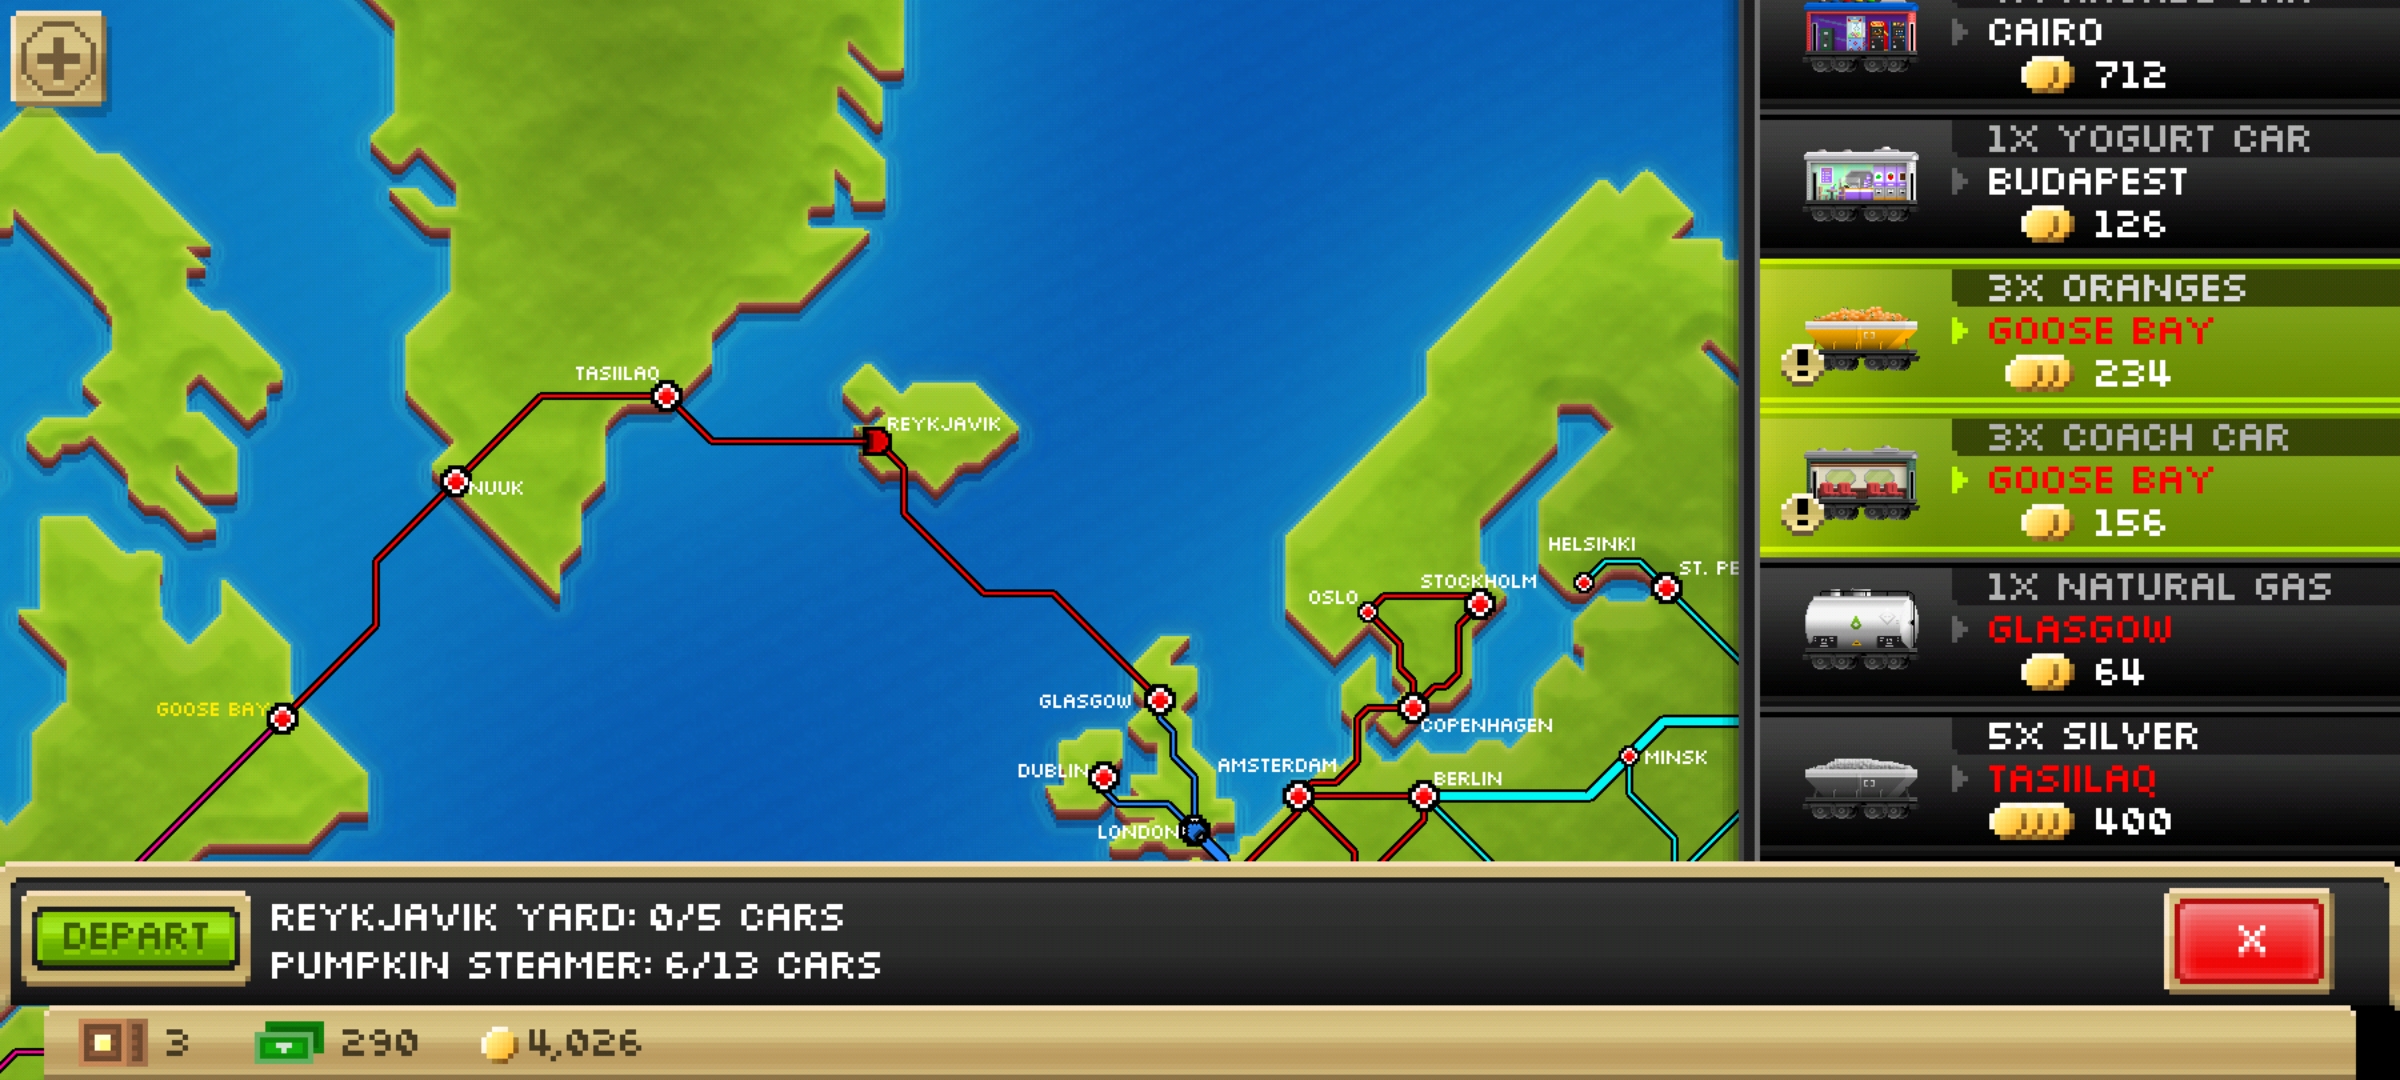 CAIRO
712
1X YOGURT CAR
BUDAPEST
126
3X ORANGES
GOOSE BAY
234
3X COACH CAR
GOOSE BAY
156
1X NATURAL GAS
GLASGOW
64
5X SILVER
TASIILAQ
400
TASIILAQ
REYKJAVIK
NUUK
HELSINKI
ST. PE
STOCKHOLM
OSLO
GOOSE BAY
GLASGOW
COPENHAGEN
DUBLIN
AMSTERDAM
BERLIN
MINSK
LONDON
DEPART
REYKJAVIK YARD: 0/5 CARS
PUMPKIN STEAMER: 6/13 CARS
X
3
290
4,026